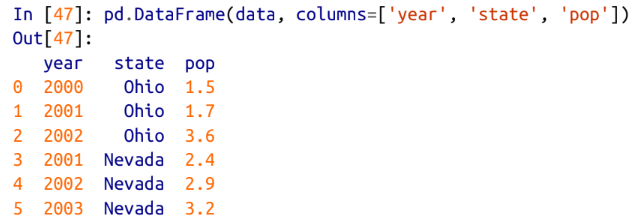 In [47]: pd.DataFrame(data, columns=['year', 'state', 'pop'])
Out[47]:
   year   state  pop
0  2000    Ohio  1.5
1  2001    Ohio  1.7
2  2002    Ohio  3.6
3  2001  Nevada  2.4
4  2002  Nevada  2.9
5  2003  Nevada  3.2